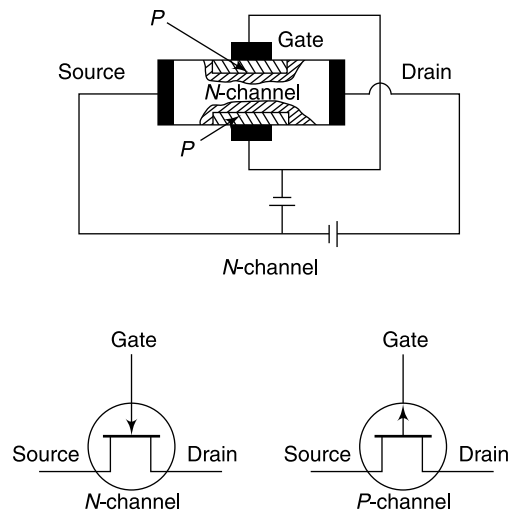 P
Gate
Source
Drain
N-channel
P
N-channel
Gate
Gate
Source
Drain
Source
Drain
N-channel
P-channel